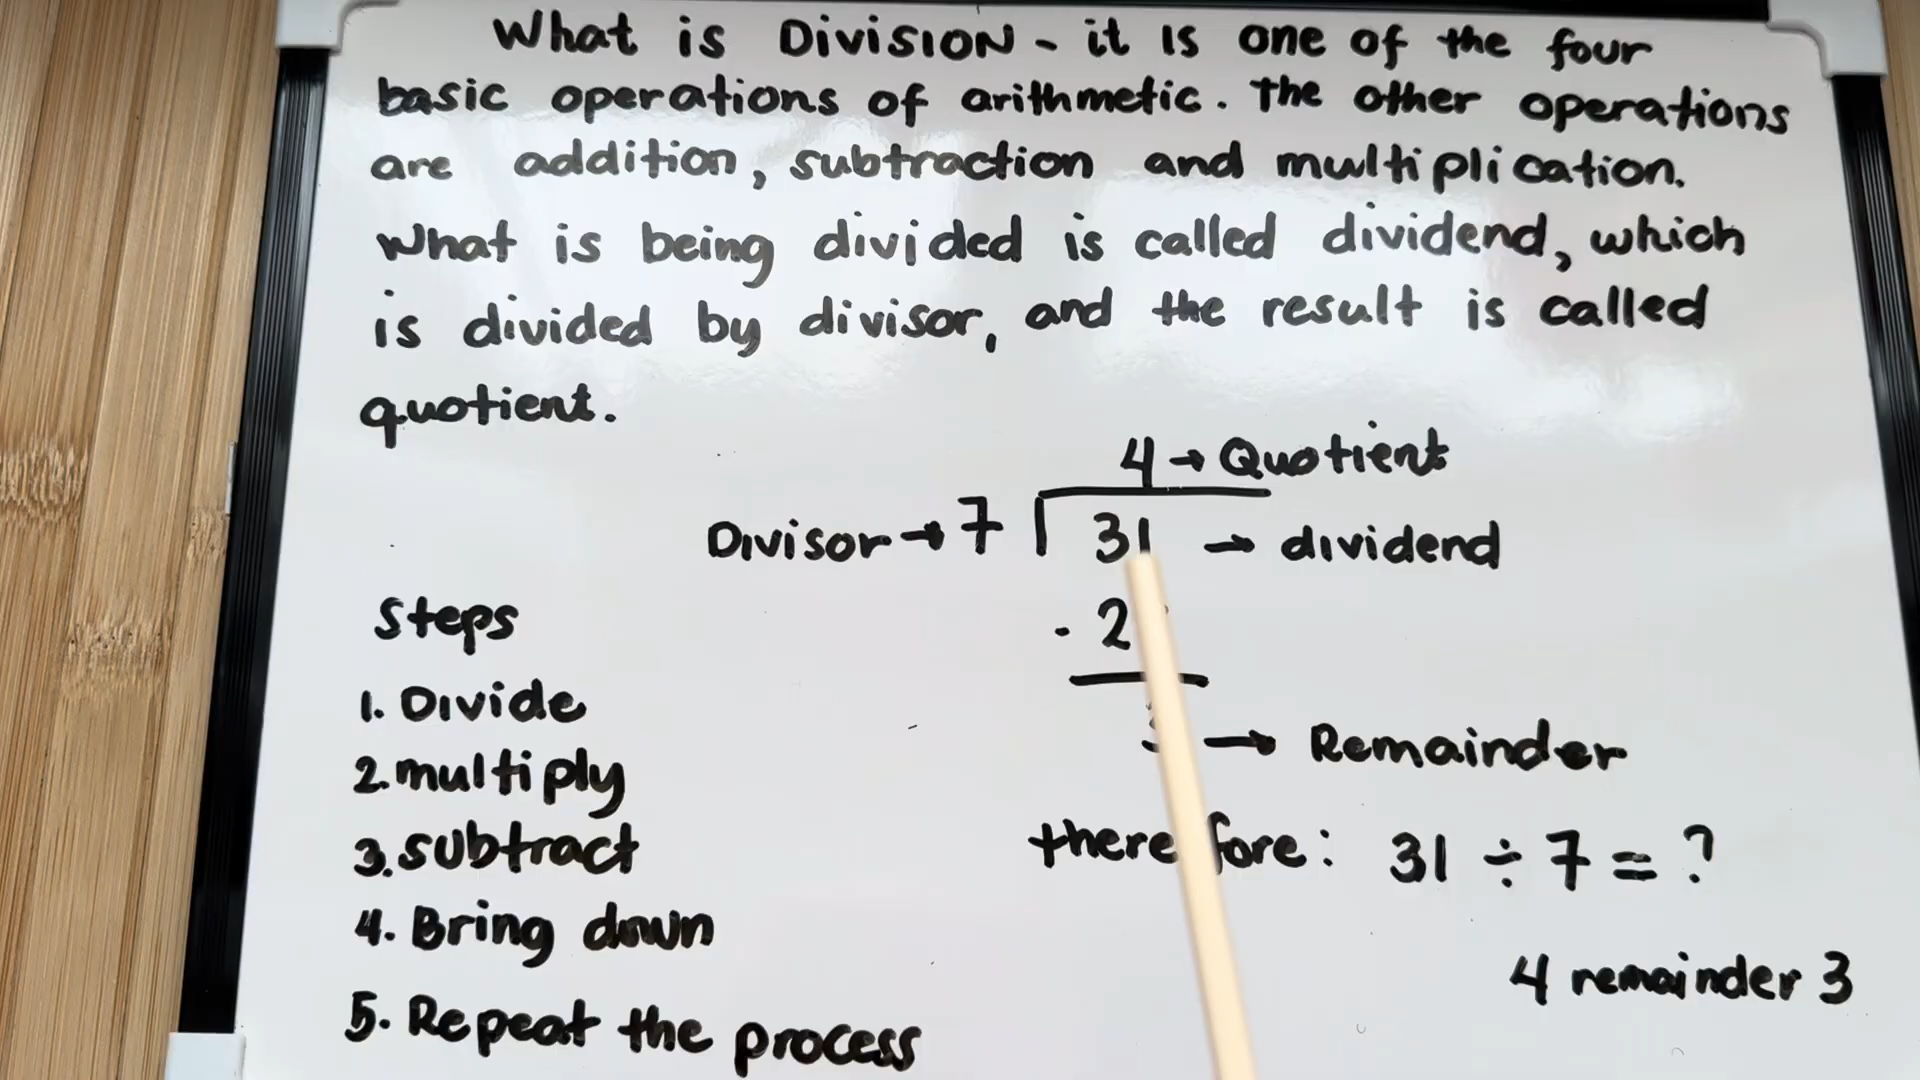 What is Division - it is one of the four
basic operations of arithmetic. The other operations
are addition, subtraction and multiplication.
What is being divided is called dividend, which
is divided by divisor, and the result is called
quotient.
4 → Quotient
Divisor → 7 31 → dividend
Steps
- 2
1. Divide
→ Remainder
2. multiply
3. subtract
therefore: 31 ÷ 7 = ?
4. Bring down
4 remainder 3
5. Repeat the process